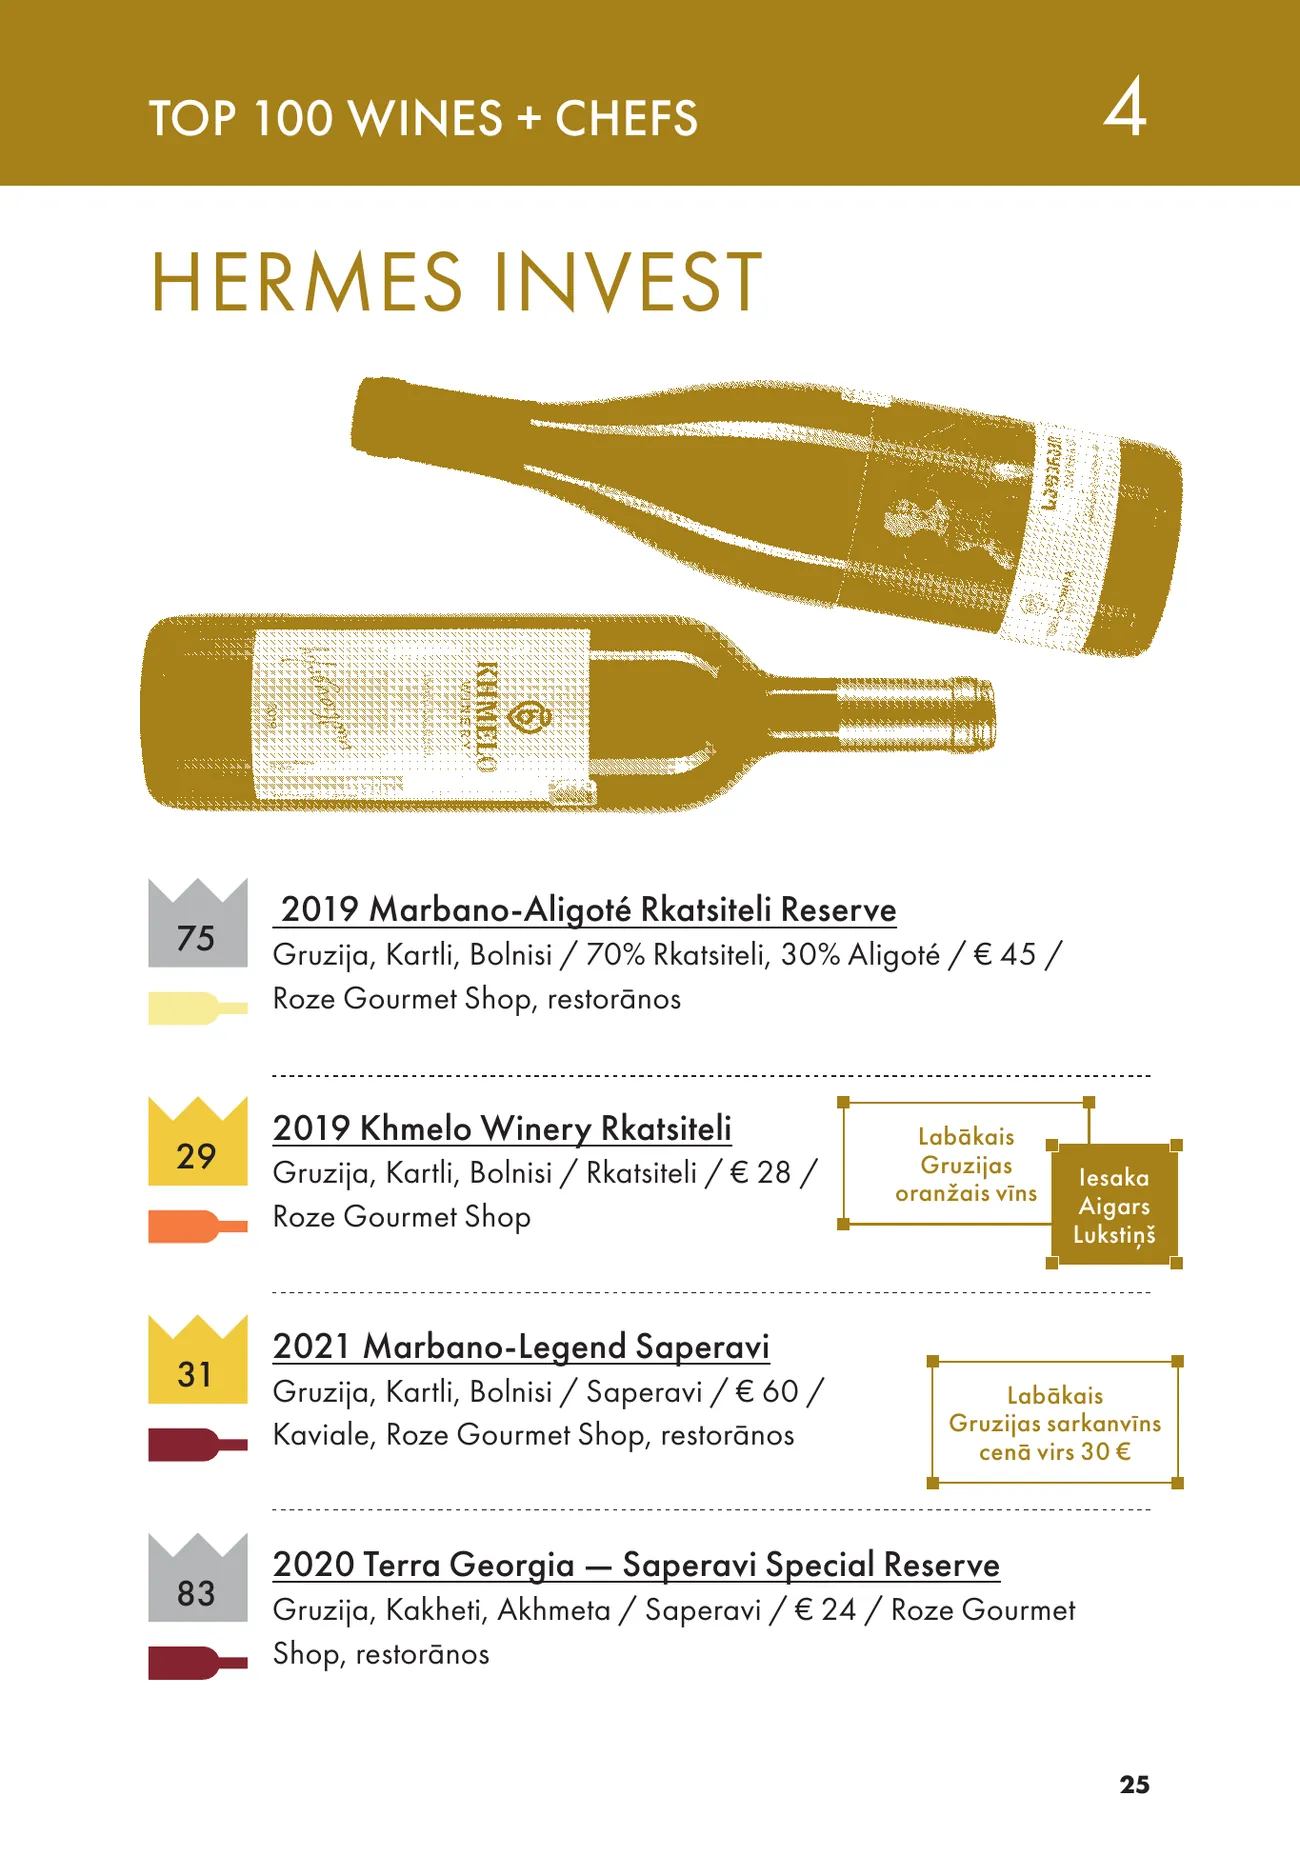 TOP 100 WINES + CHEFS
4
HERMES INVEST
KHMELO
WINERY
2019
75
2019 Marbano-Aligoté Rkatsiteli Reserve
Gruzija, Kartli, Bolnisi / 70% Rkatsiteli, 30% Aligoté / € 45 /
Roze Gourmet Shop, restorānos
29
2019 Khmelo Winery Rkatsiteli
Gruzija, Kartli, Bolnisi / Rkatsiteli / € 28 /
Roze Gourmet Shop
Labākais
Gruzijas
oranžais vīns
Iesaka
Aigars
Lukstiņš
31
2021 Marbano-Legend Saperavi
Gruzija, Kartli, Bolnisi / Saperavi / € 60 /
Kaviale, Roze Gourmet Shop, restorānos
Labākais
Gruzijas sarkanvīns
cenā virs 30 €
83
2020 Terra Georgia — Saperavi Special Reserve
Gruzija, Kakheti, Akhmeta / Saperavi / € 24 / Roze Gourmet
Shop, restorānos
25